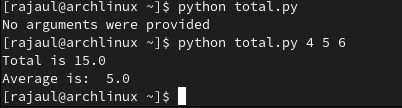 [rajaul@archlinux ~]$ python total.py
No arguments were provided
[rajaul@archlinux ~]$ python total.py 4 5 6
Total is 15.0
Average is:  5.0
[rajaul@archlinux ~]$